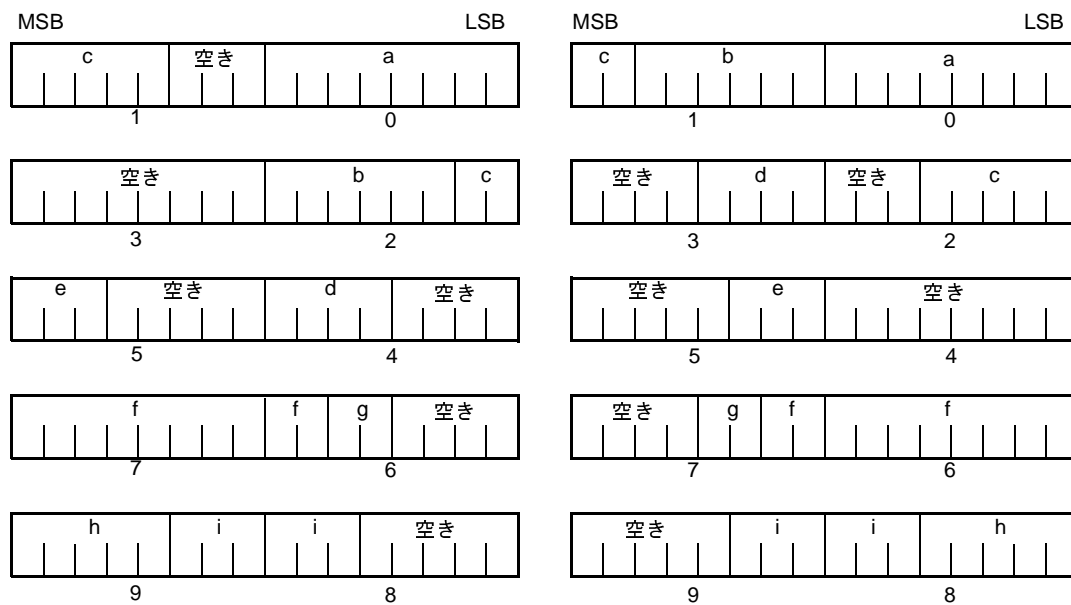 MSB LSB MSB LSB
c 空き a c b a
1 0 1 0
空き b c 空き d 空き c
3 2 3 2
e 空き d 空き 空き e 空き
5 4 5 4
f f g 空き 空き g f f
7 6 7 6
h i i 空き 空き i i h
9 8 9 8